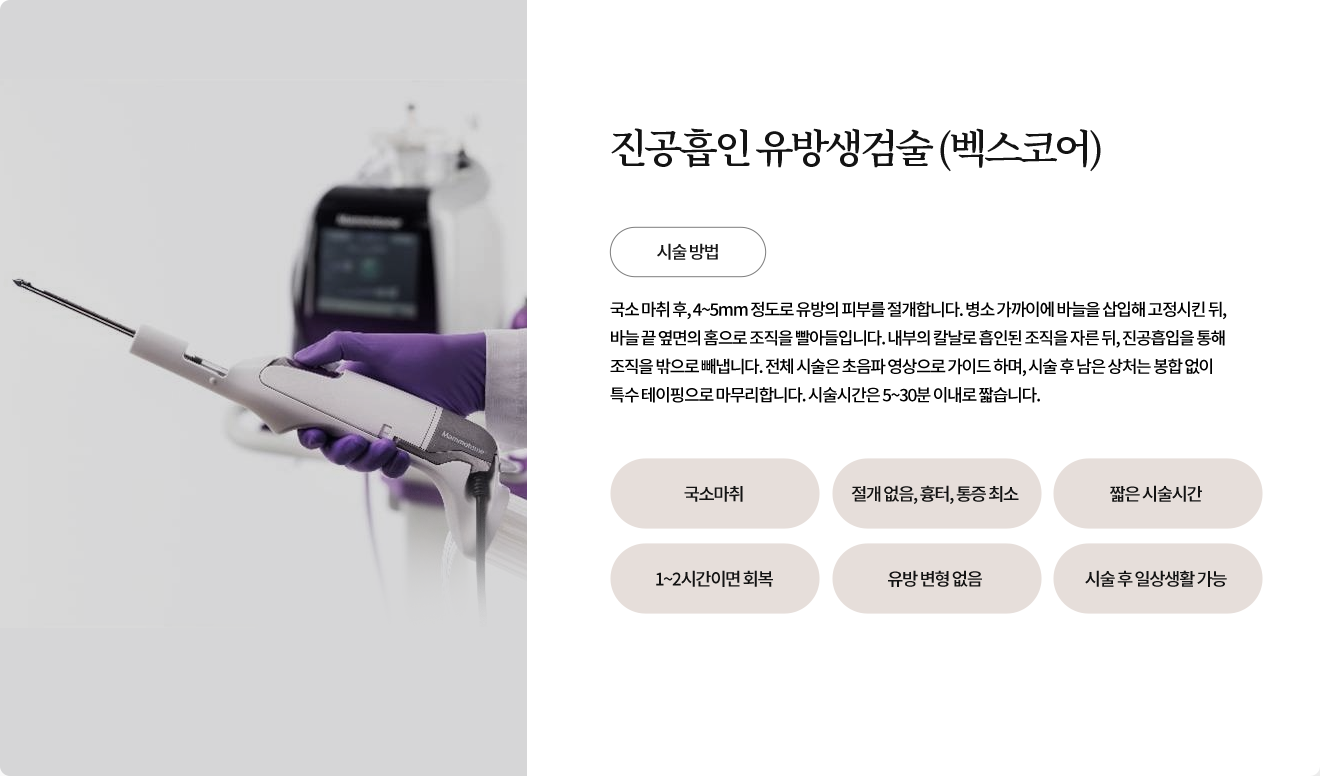 진공흡인 유방생검술 (벡스코어)
시술 방법
국소 마취 후, 4~5mm 정도로 유방의 피부를 절개합니다. 병소 가까이에 바늘을 삽입해 고정시킨 뒤,
바늘 끝 옆면의 홈으로 조직을 빨아들입니다. 내부의 칼날로 흡인된 조직을 자른 뒤, 진공흡입을 통해
조직을 밖으로 빼냅니다. 전체 시술은 초음파 영상으로 가이드 하며, 시술 후 남은 상처는 봉합 없이
특수 테이핑으로 마무리합니다. 시술시간은 5~30분 이내로 짧습니다.
국소마취
절개 없음, 흉터, 통증 최소
짧은 시술시간
1~2시간이면 회복
유방 변형 없음
시술 후 일상생활 가능
Mammotome
Mammotome